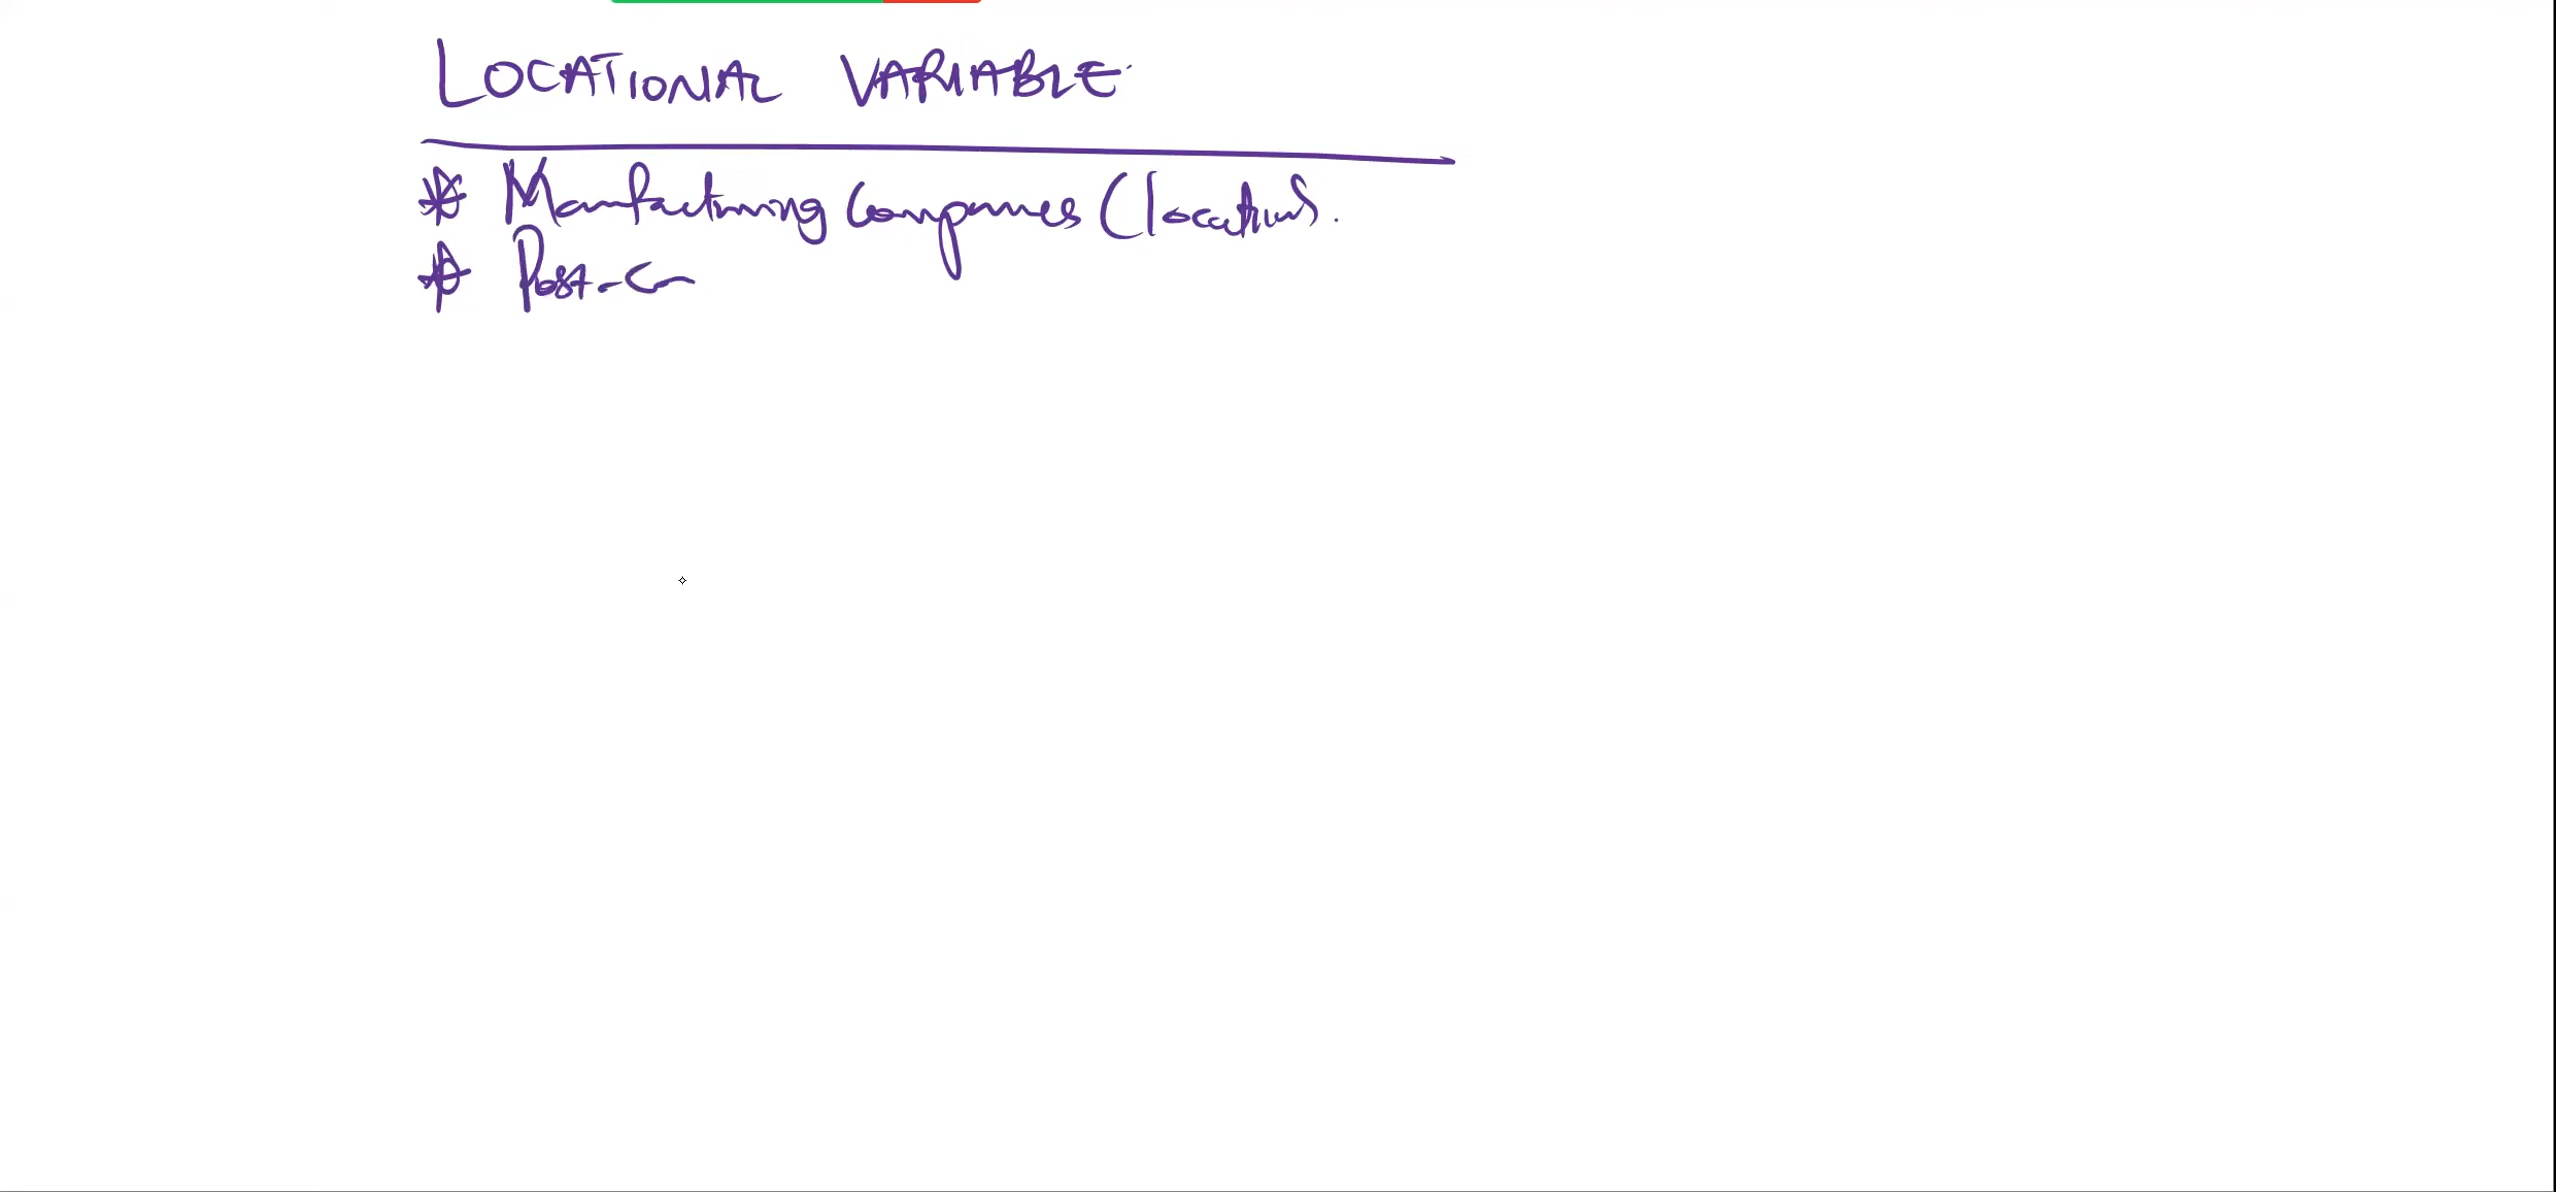 LOCATIONAL VARIABLE
* Manufacturing Companies (locations.
* Post-C